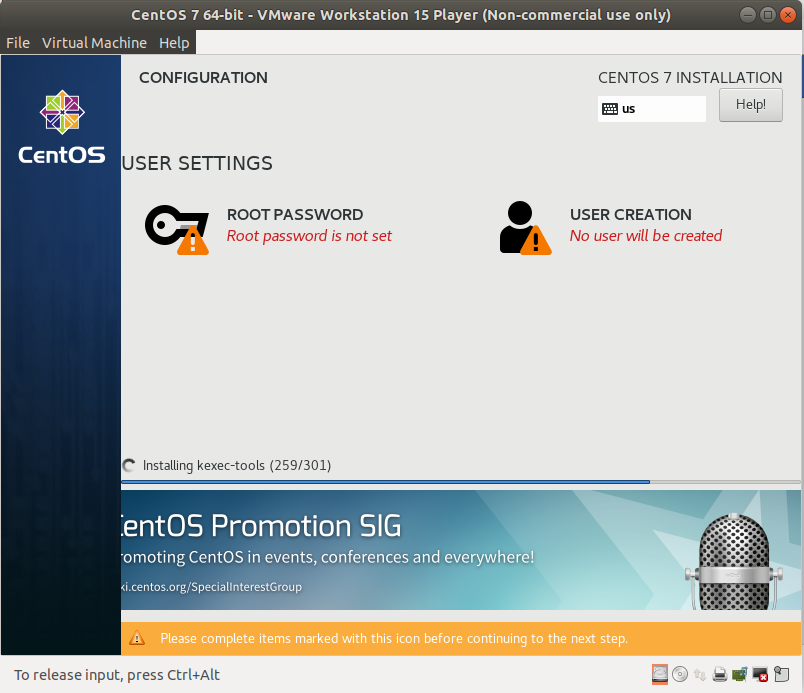 CentOS 7 64-bit - VMware Workstation 15 Player (Non-commercial use only)
File Virtual Machine Help
CentOS
CONFIGURATION
CENTOS 7 INSTALLATION
us
Help!
USER SETTINGS
ROOT PASSWORD
Root password is not set
USER CREATION
No user will be created
Installing kexec-tools (259/301)
CentOS Promotion SIG
romoting CentOS in events, conferences and everywhere!
ki.centos.org/SpecialInterestGroup
Please complete items marked with this icon before continuing to the next step.
To release input, press Ctrl+Alt